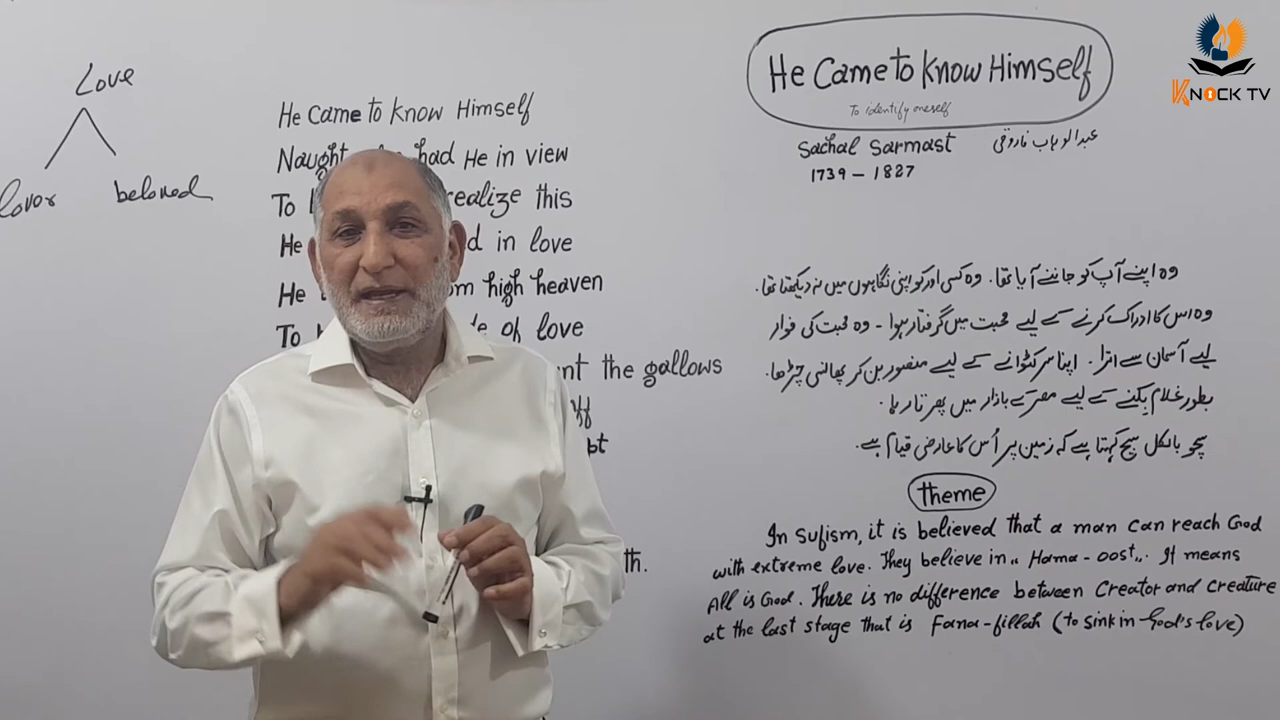 Love
lovor
beloved
He Came to Know Himself
Naught had He in view
To realize this
He in love
He high heaven
To of love
the gallows
He Came to Know Himself
To identify oneself
Sachal Sarmast عبدالوہاب فاروقی
1739 – 1827
وہ اپنے آپ کو جاننے آیا تھا۔ وہ کسی اور کو اپنی نگاہوں میں نہ دیکھتا تھا۔
وہ اس کا ادراک کرنے کے لیے محبت میں گرفتار ہوا - وہ محبت کی فوار
لیے آسمان سے اترا۔ اپنا سر کٹوانے کے لیے منصور بن کر پھانسی چڑھا۔
بطور غلام بکنے کے لیے مصر کے بازار میں پھرتا رہا۔
سچو بالکل سچ کہتا ہے کہ زمین پر اُس کا عارضی قیام ہے۔
theme
In Sufism, it is believed that a man can reach God
with extreme love. They believe in ,, Hama-oost,,. It means
All is God. There is no difference between Creator and creature
at the last stage that is Fana-fillah (to sink in God's love)
KNOCK TV